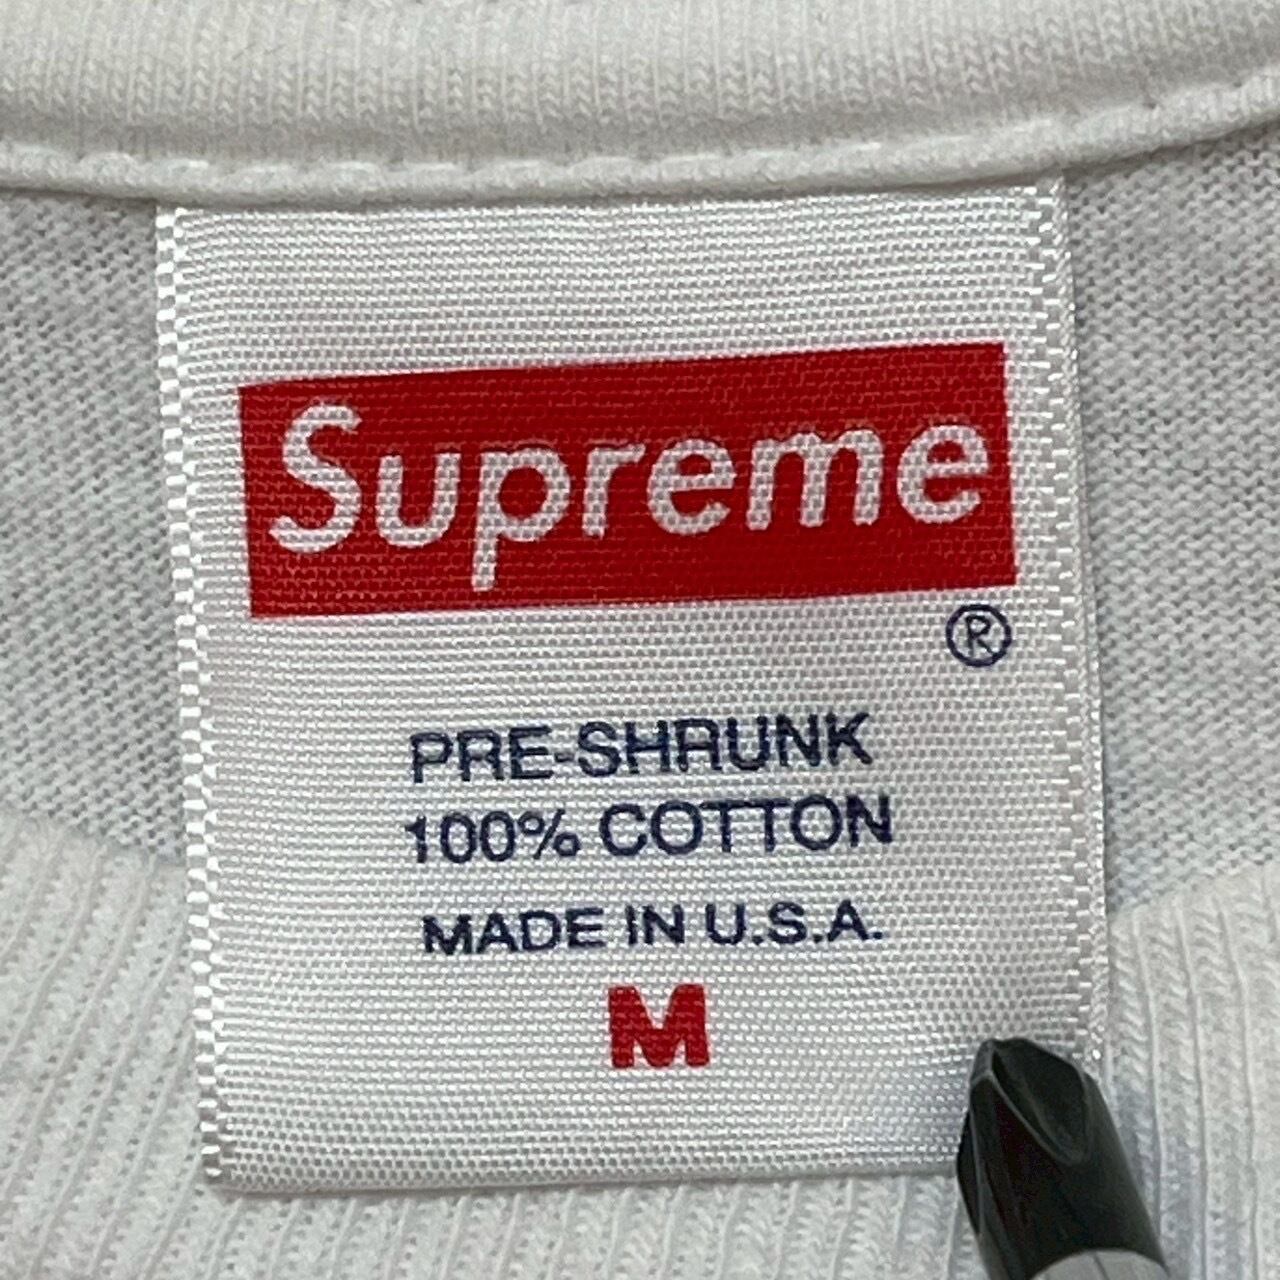 Supreme
®
PRE-SHRUNK
100% COTTON
MADE IN U.S.A.
M